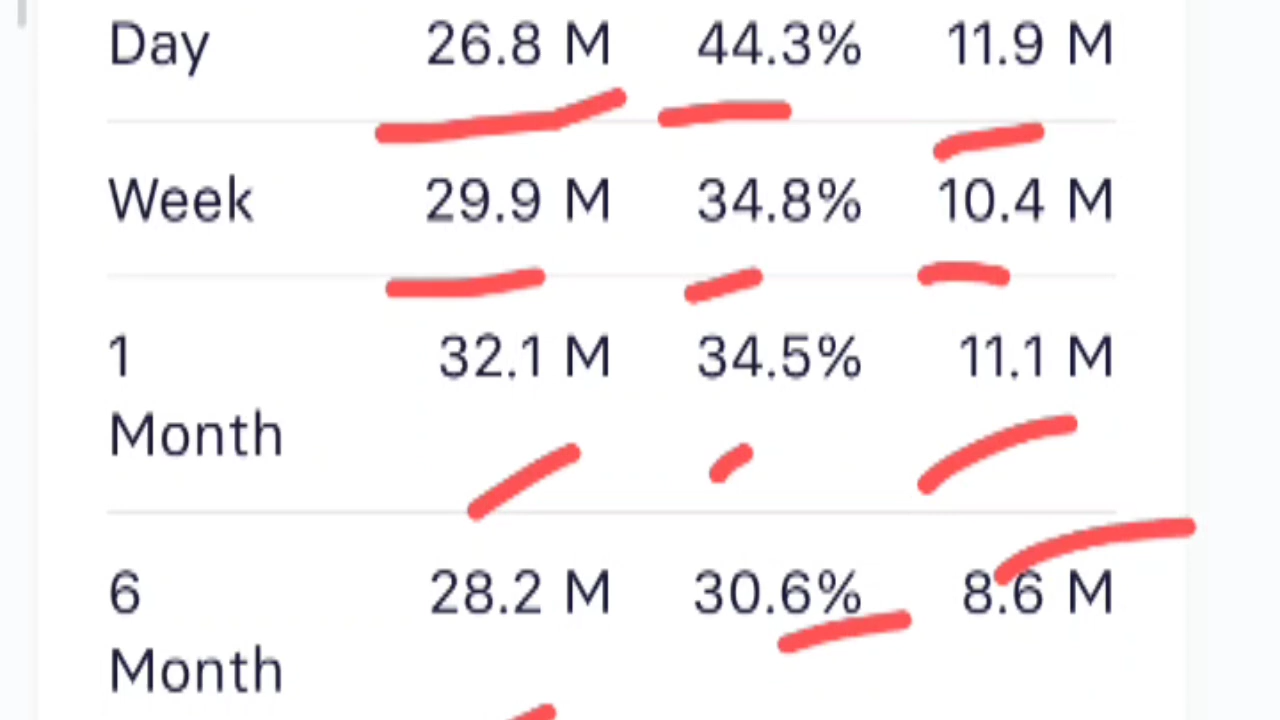 Day 26.8 M 44.3% 11.9 M
Week 29.9 M 34.8% 10.4 M
1 32.1 M 34.5% 11.1 M
Month
6 28.2 M 30.6% 8.6 M
Month